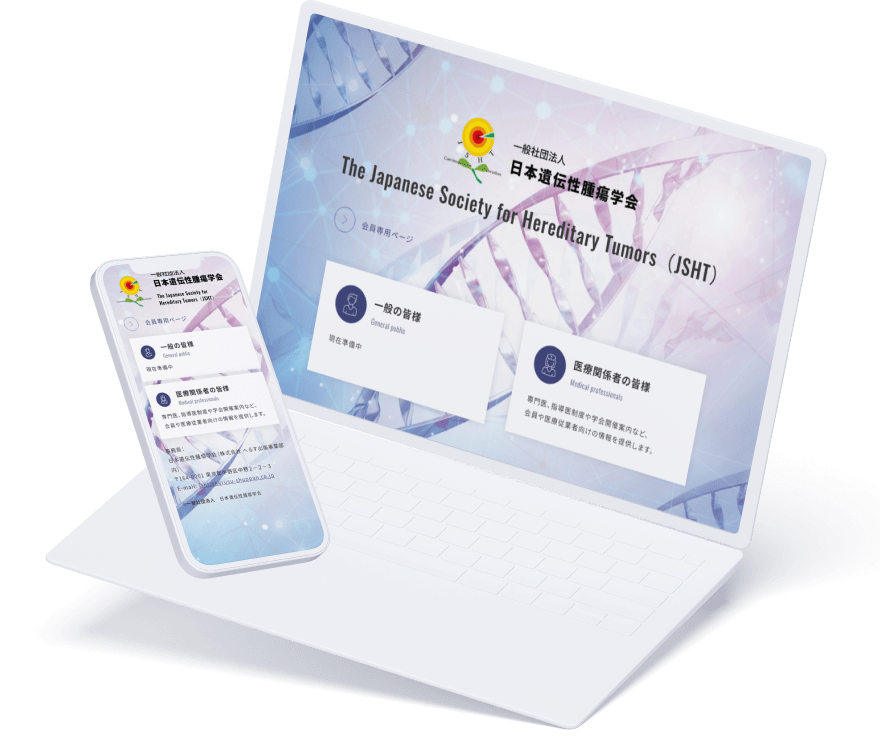 一般社団法人
日本遺伝性腫瘍学会
The Japanese Society for Hereditary Tumors（JSHT）
会員専用ページ
一般の皆様
General public
現在準備中
医療関係者の皆様
Medical professionals
専門医、指導医制度や学会開催案内など、
会員や医療従業者向けの情報を提供します。
一般社団法人
日本遺伝性腫瘍学会
The Japanese Society for
Hereditary Tumors（JSHT）
会員専用ページ
一般の皆様
General public
現在準備中
医療関係者の皆様
Medical professionals
専門医、指導医制度や学会開催案内など、
会員や医療従業者向けの情報を提供します。
事務局：
日本遺伝性腫瘍学会（株式会社 へるす出版事業部
内）
〒164-0001 東京都中野区中野2－2－3
E-mail:
一般社団法人 日本遺伝性腫瘍学会